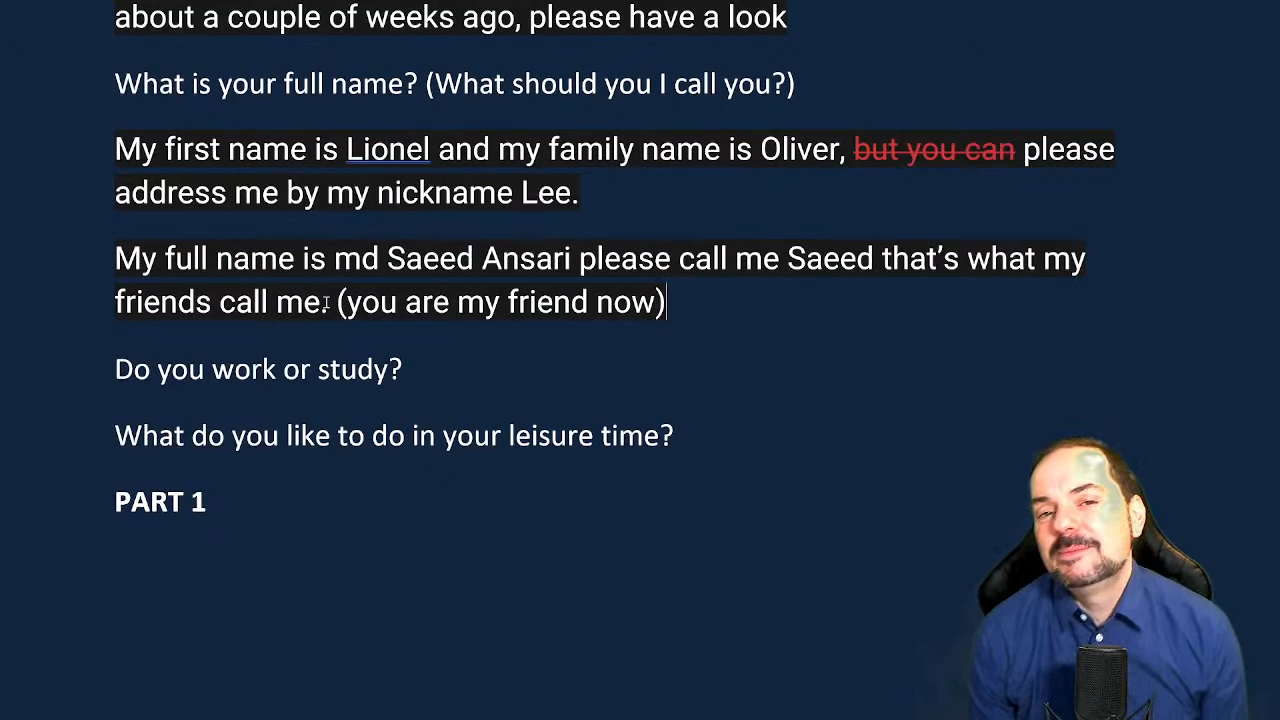 about a couple of weeks ago, please have a look
What is your full name? (What should you I call you?)
My first name is Lionel and my family name is Oliver, but you can please
address me by my nickname Lee.
My full name is md Saeed Ansari please call me Saeed that’s what my
friends call me. (you are my friend now)
Do you work or study?
What do you like to do in your leisure time?
PART 1